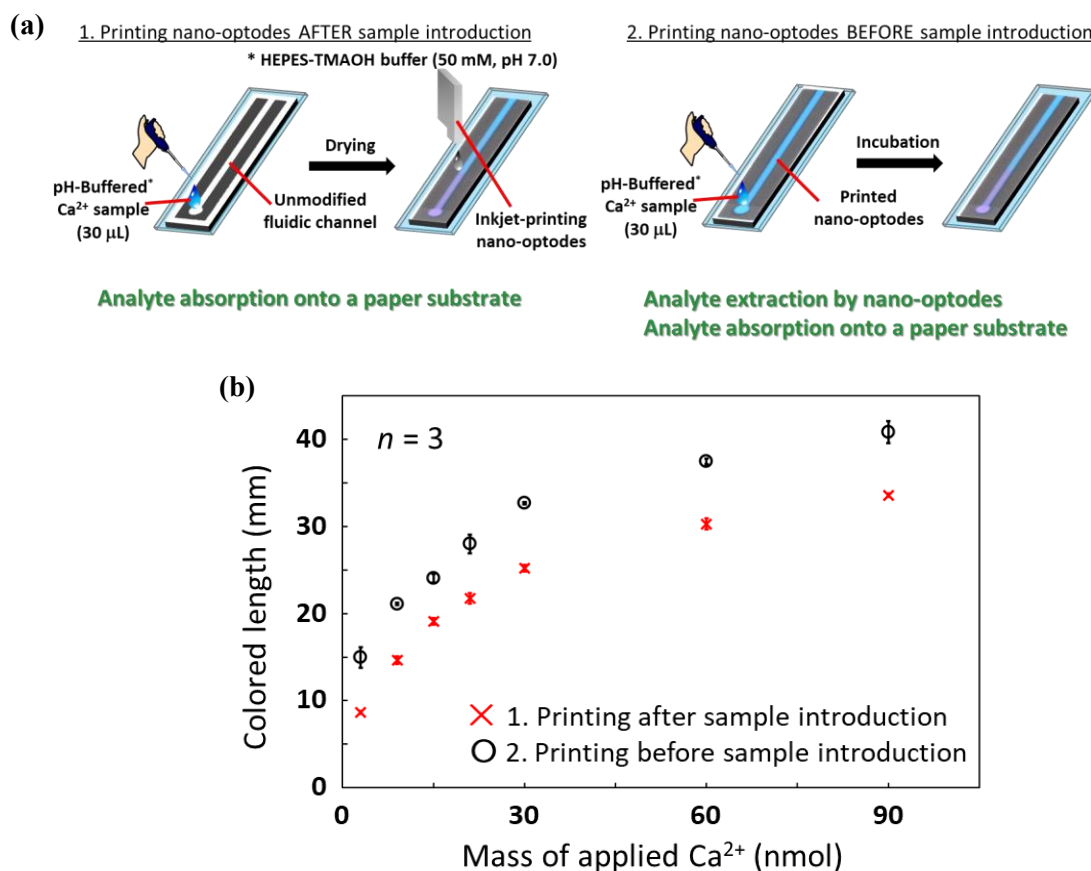 (a)
1. Printing nano-optodes AFTER sample introduction
* HEPES-TMAOH buffer (50 mM, pH 7.0)
Drying
pH-Buffered*
Ca²⁺ sample
(30 μL)
Unmodified
fluidic channel
Inkjet-printing
nano-optodes
Analyte absorption onto a paper substrate
2. Printing nano-optodes BEFORE sample introduction
Incubation
pH-Buffered*
Ca²⁺ sample
(30 μL)
Printed
nano-optodes
Analyte extraction by nano-optodes
Analyte absorption onto a paper substrate
(b)
n = 3
Colored length (mm)
40
30
20
10
0
1. Printing after sample introduction
2. Printing before sample introduction
0 30 60 90
Mass of applied Ca²⁺ (nmol)